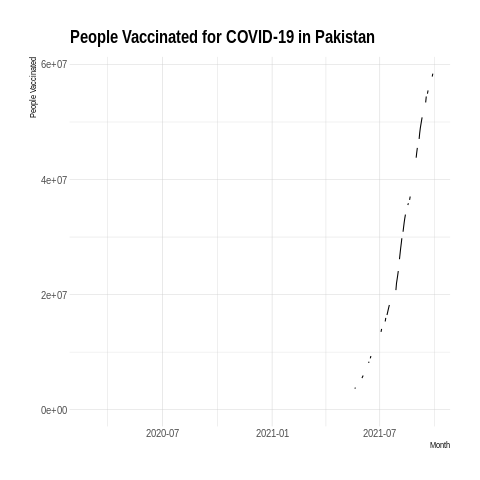 People Vaccinated for COVID-19 in Pakistan
People Vaccinated
6e+07
4e+07
2e+07
0e+00
2020-07
2021-01
2021-07
Month